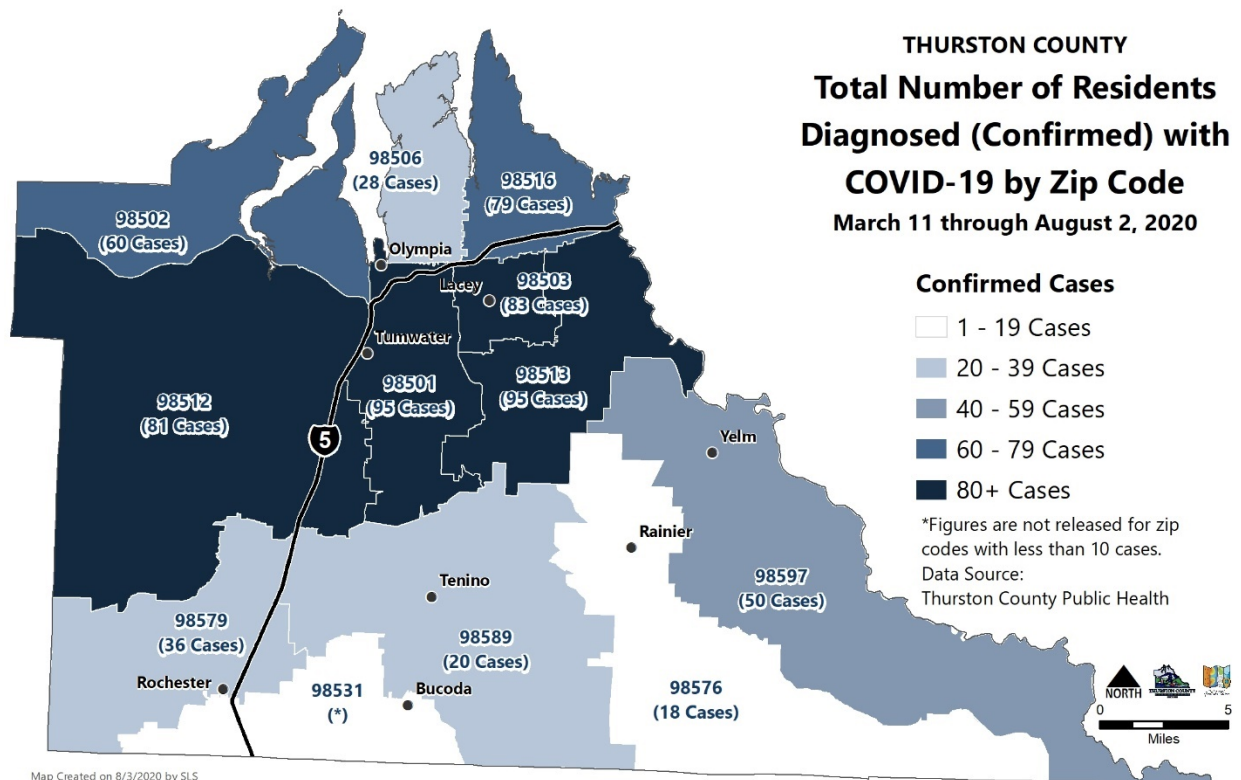 THURSTON COUNTY
Total Number of Residents
Diagnosed (Confirmed) with
COVID-19 by Zip Code
March 11 through August 2, 2020
98506
(28 Cases)
98516
(79 Cases)
98502
(60 Cases)
Olympia
Lacey
98503
(83 Cases)
Tumwater
98501
(95 Cases)
98513
(95 Cases)
98512
(81 Cases)
5
Yelm
Rainier
98597
(50 Cases)
Tenino
98579
(36 Cases)
98589
(20 Cases)
Rochester
98531
(*)
Bucoda
98576
(18 Cases)
Confirmed Cases
1 - 19 Cases
20 - 39 Cases
40 - 59 Cases
60 - 79 Cases
80+ Cases
*Figures are not released for zip
codes with less than 10 cases.
Data Source:
Thurston County Public Health
NORTH
THURSTON COUNTY
0 5
Miles
Map Created on 8/3/2020 by SLS